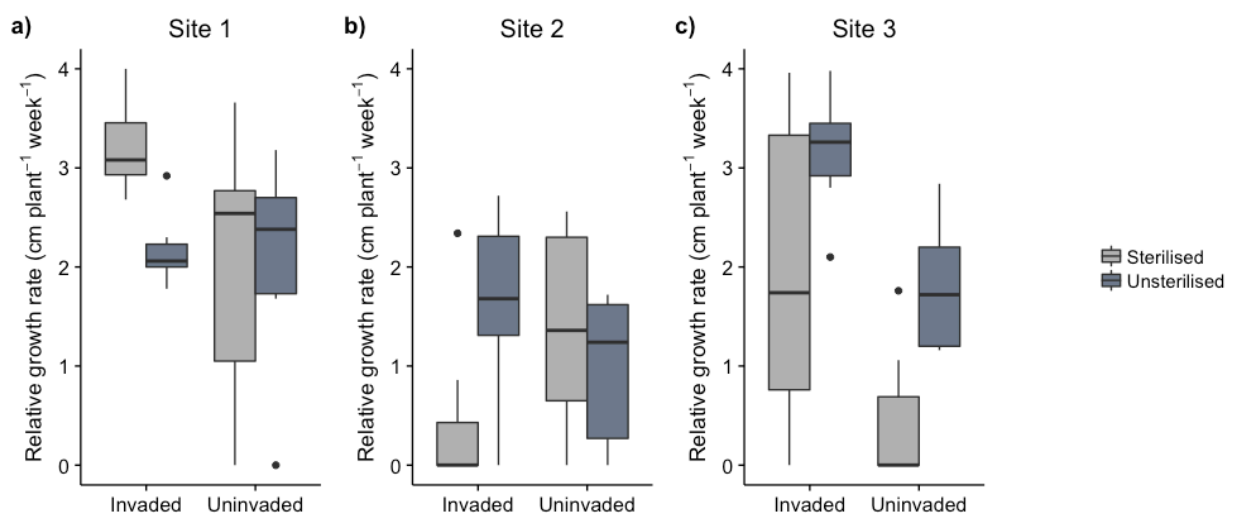 a) Site 1
Relative growth rate (cm plant⁻¹ week⁻¹)
4
3
2
1
0
Invaded Uninvaded
b) Site 2
Relative growth rate (cm plant⁻¹ week⁻¹)
4
3
2
1
0
Invaded Uninvaded
c) Site 3
Relative growth rate (cm plant⁻¹ week⁻¹)
4
3
2
1
0
Invaded Uninvaded
Sterilised
Unsterilised